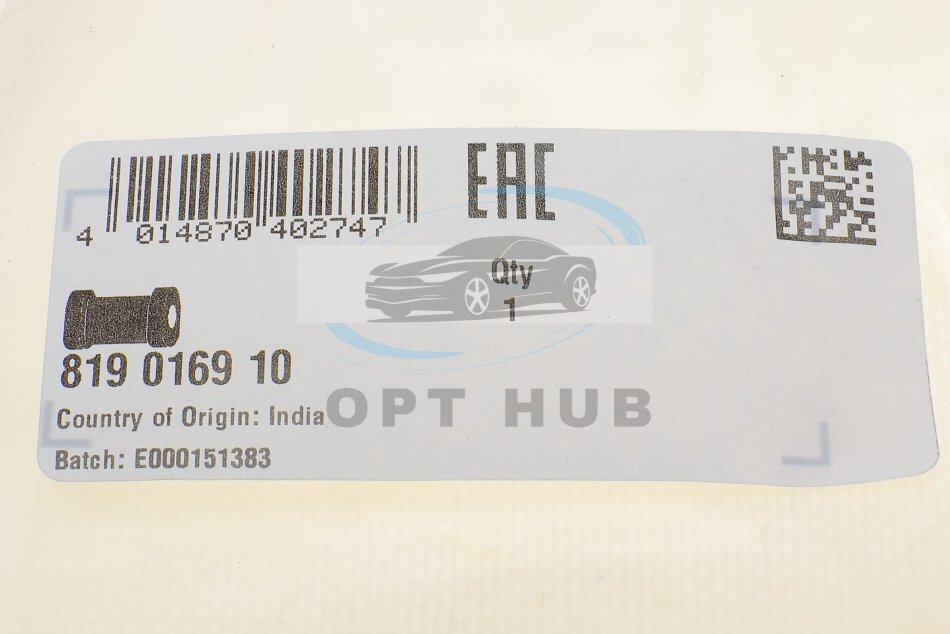 EAC
4 014870 402747
Qty
1
819 0169 10
Country of Origin: India
OPT HUB
Batch: E000151383